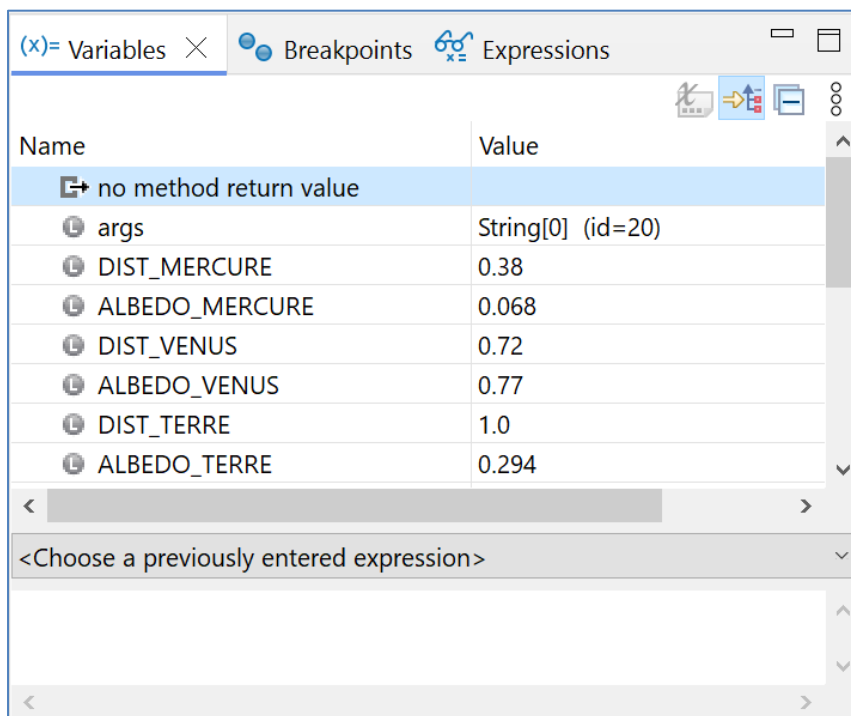 (x)= Variables Breakpoints Expressions
Name Value
no method return value
args String[0] (id=20)
DIST_MERCURE 0.38
ALBEDO_MERCURE 0.068
DIST_VENUS 0.72
ALBEDO_VENUS 0.77
DIST_TERRE 1.0
ALBEDO_TERRE 0.294
<Choose a previously entered expression>